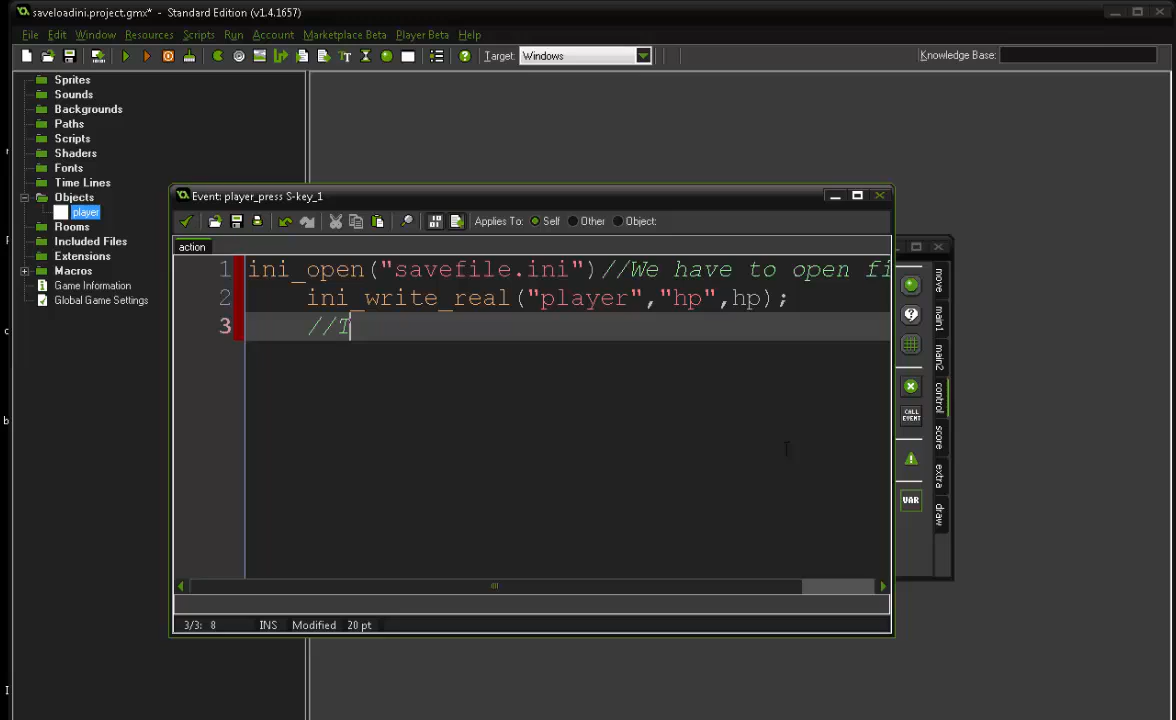 saveloadini.project.gmx* - Standard Edition (v1.4.1657)
File Edit Window Resources Scripts Run Account Marketplace Beta Player Beta Help
Target: Windows
Knowledge Base:
Sprites
Sounds
Backgrounds
Paths
Scripts
Shaders
Fonts
Time Lines
Objects
player
Rooms
Included Files
Extensions
Macros
Game Information
Global Game Settings
Event: player_press S-key_1
Applies To: Self Other Object:
action
1 ini_open("savefile.ini")//We have to open fi
2 ini_write_real("player","hp",hp);
3 //T
3/3: 8 INS Modified 20 pt
move
main1
main2
control
score
extra
draw
CALL
EVENT
VAR